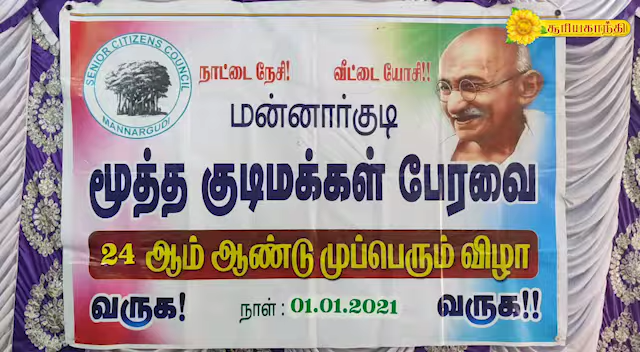 சூரியகாந்தி
SENIOR CITIZENS COUNCIL
MANNARGUDI
நாட்டை நேசி! வீட்டை யோசி!!
மன்னார்குடி
மூத்த குடிமக்கள் பேரவை
24 ஆம் ஆண்டு முப்பெரும் விழா
வருக! நாள் : 01.01.2021 வருக!!